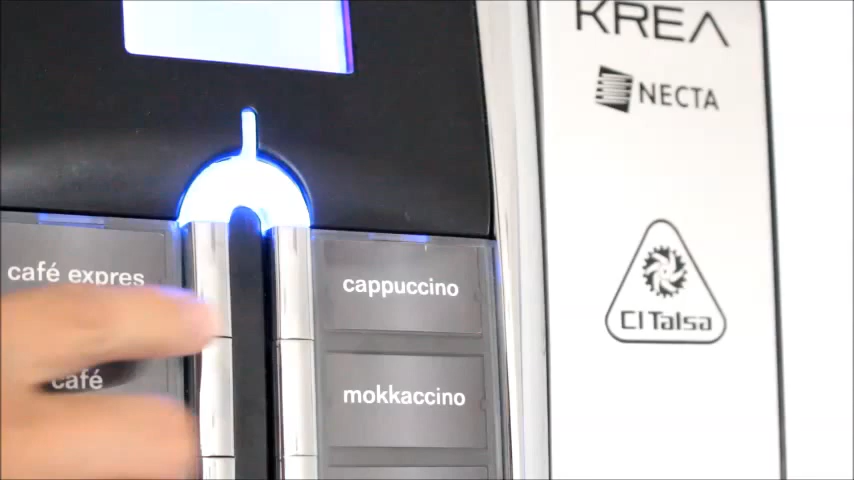 KREA
NECTA
café expres
cappuccino
CI Talsa
café
mokkaccino